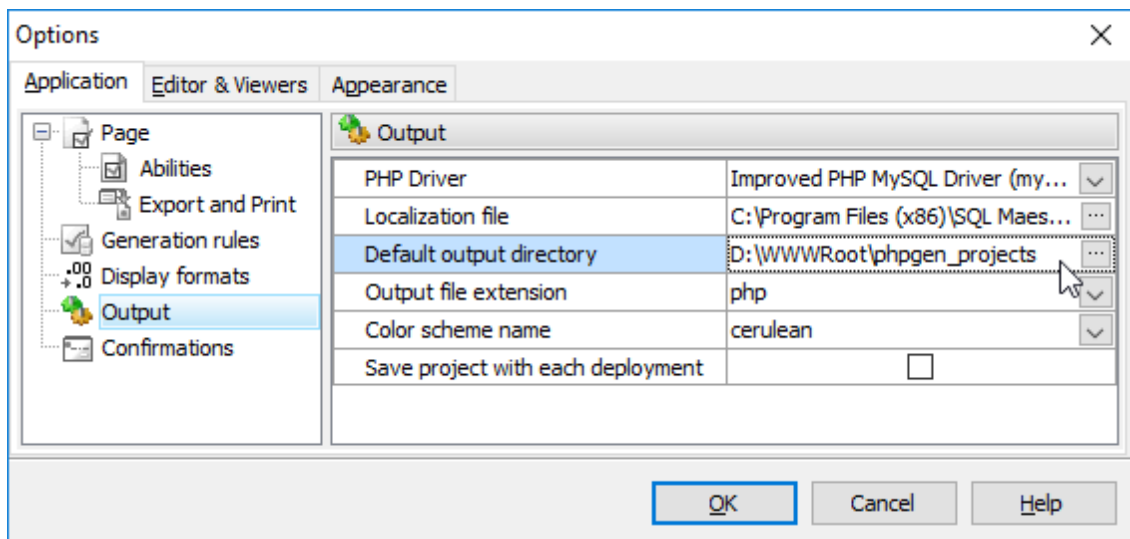 Options
Application Editor & Viewers Appearance
Page
Abilities
Export and Print
Generation rules
Display formats
Output
Confirmations
Output
PHP Driver Improved PHP MySQL Driver (my...
Localization file C:\Program Files (x86)\SQL Maes...
Default output directory D:\WWWRoot\phpgen_projects
Output file extension php
Color scheme name cerulean
Save project with each deployment
OK Cancel Help